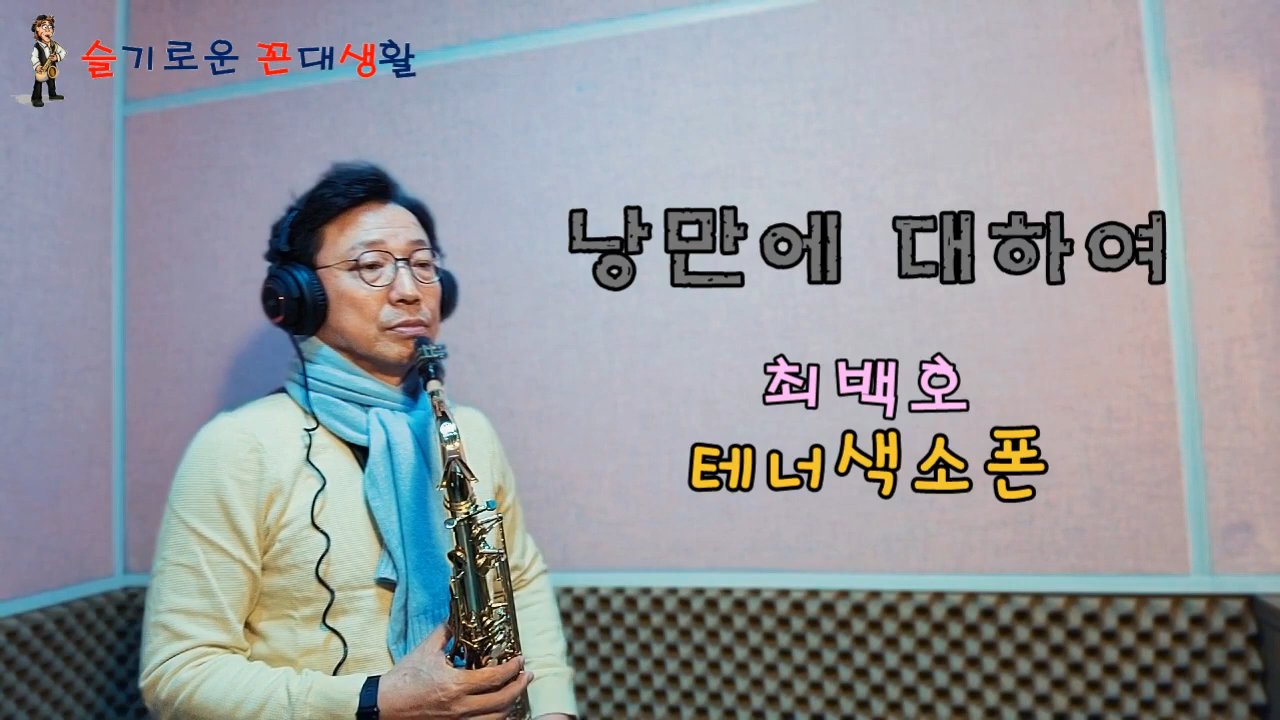 슬기로운 꼰대생활
낭만에 대하여
최백호
테너색소폰